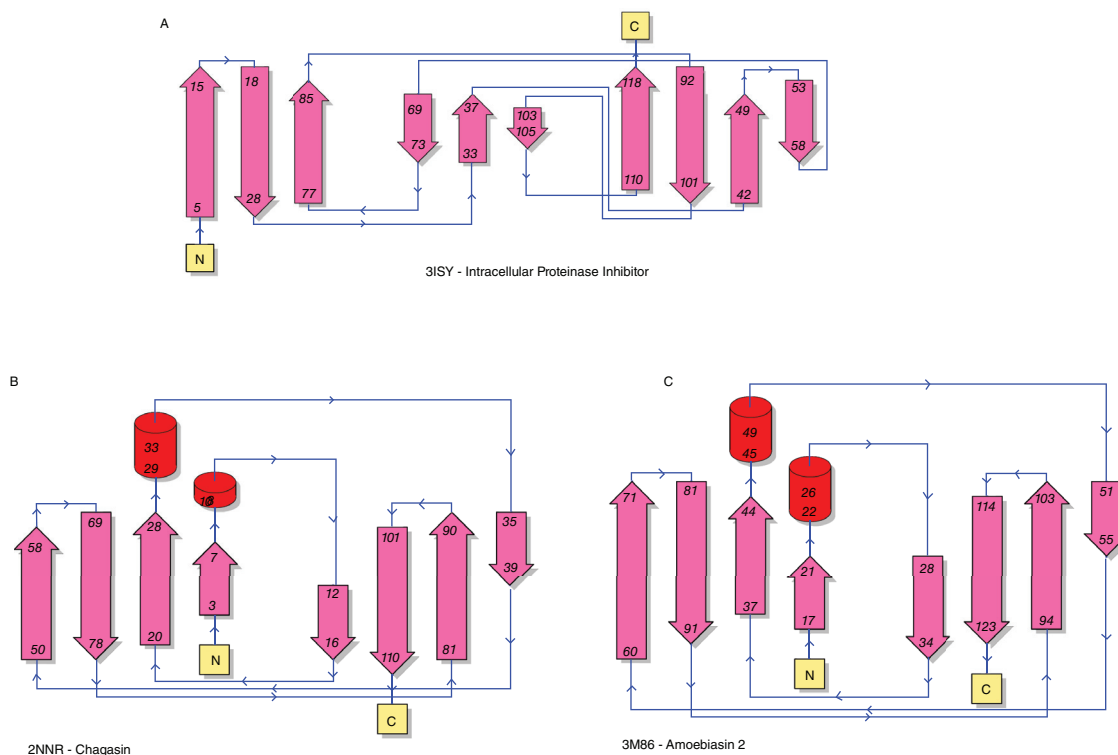 A
C
15 18 85 69 73 37 33 103 105 118 92 49 53 58
5 28 77 110 101 42
N
3ISY - Intracellular Proteinase Inhibitor
B
33
29
8
58 69 28 7 12 101 90 35 39
50 78 20 3 16 110 81
N
C
2NNR - Chagasin
C
49
45
26
22
71 81 44 21 28 114 103 51 55
60 91 37 17 34 123 94
N
C
3M86 - Amoebiasin 2